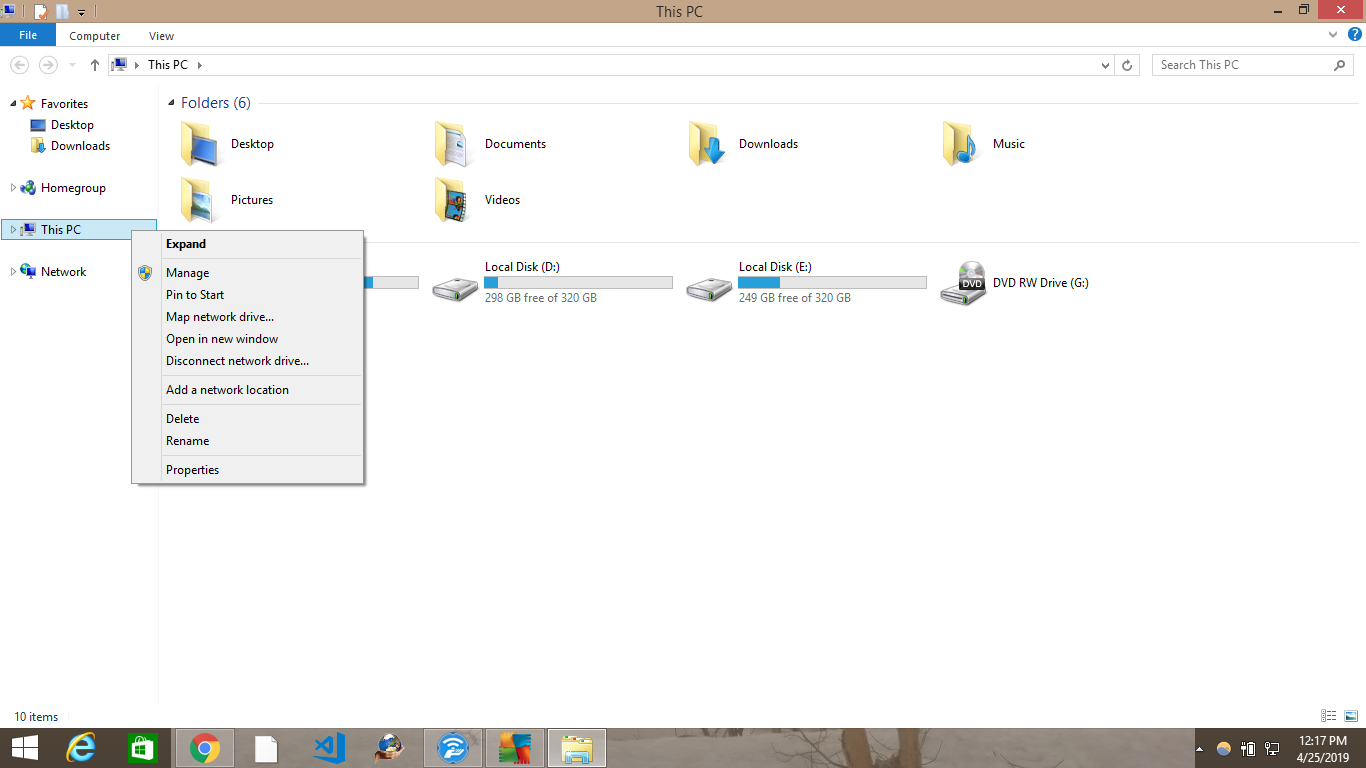 This PC
File Computer View
This PC
Search This PC
Favorites
Desktop
Downloads
Homegroup
This PC
Network
Folders (6)
Desktop
Documents
Downloads
Music
Pictures
Videos
Expand
Manage
Pin to Start
Map network drive...
Open in new window
Disconnect network drive...
Add a network location
Delete
Rename
Properties
Local Disk (D:)
298 GB free of 320 GB
Local Disk (E:)
249 GB free of 320 GB
DVD
DVD RW Drive (G:)
10 items
12:17 PM
4/25/2019